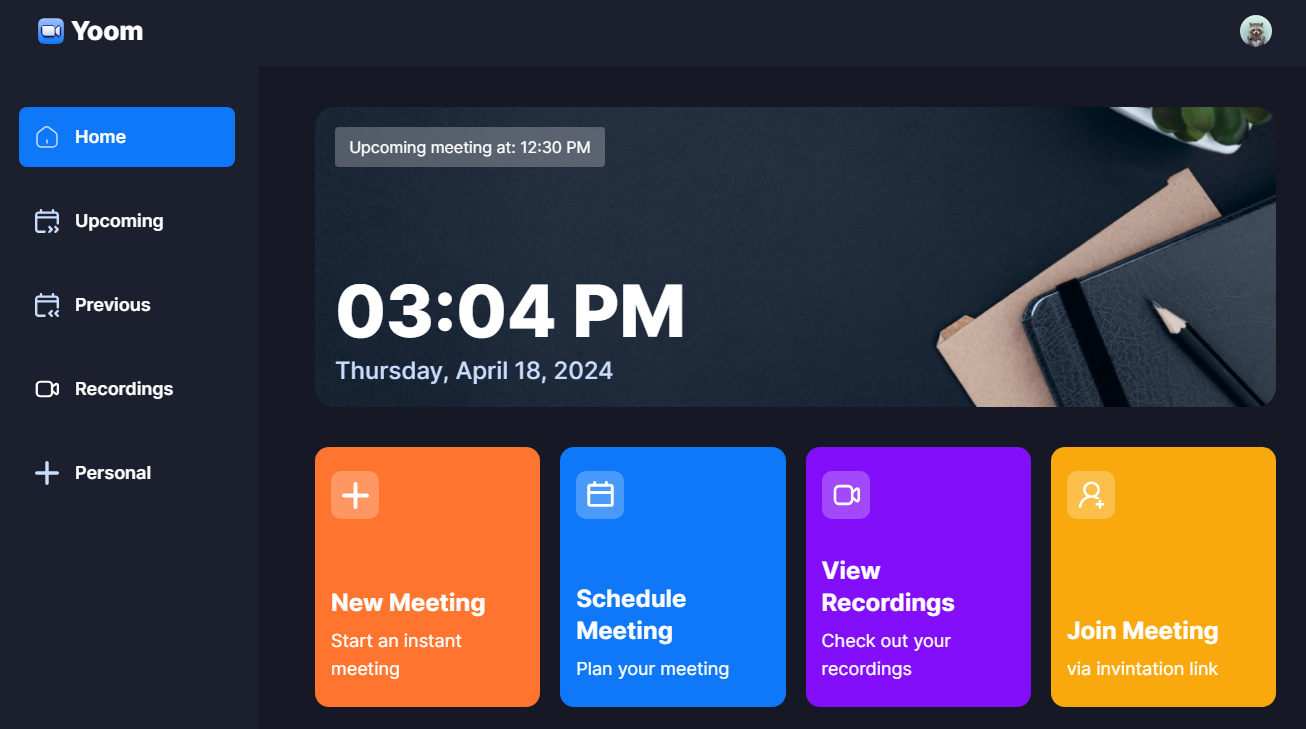 Yoom
Home
Upcoming
Previous
Recordings
Personal
Upcoming meeting at: 12:30 PM
03:04 PM
Thursday, April 18, 2024
New Meeting
Start an instant
meeting
Schedule
Meeting
Plan your meeting
View
Recordings
Check out your
recordings
Join Meeting
via invintation link